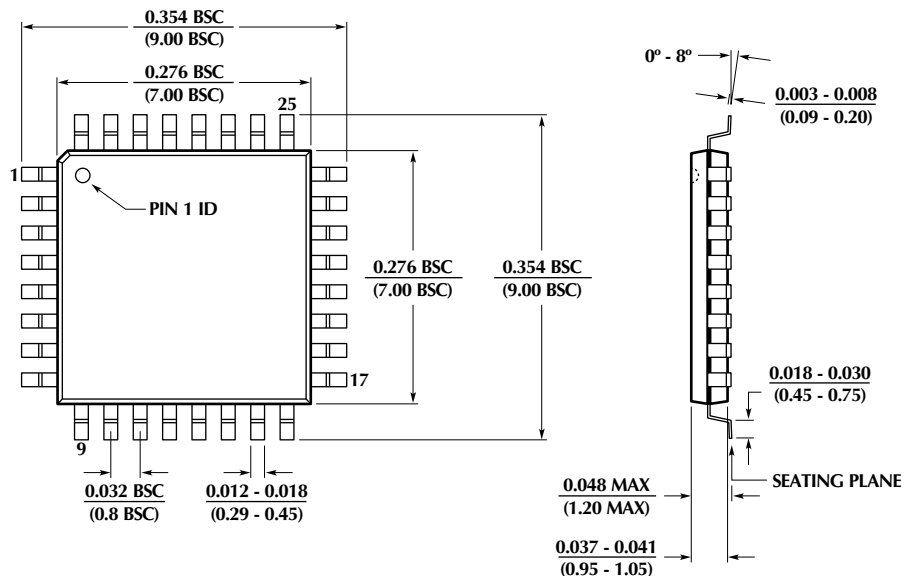 0.354 BSC
(9.00 BSC)
0.276 BSC
(7.00 BSC)
25
1
PIN 1 ID
0.276 BSC
(7.00 BSC)
0.354 BSC
(9.00 BSC)
17
9
0.032 BSC
(0.8 BSC)
0.012 - 0.018
(0.29 - 0.45)
0º - 8º
0.003 - 0.008
(0.09 - 0.20)
0.018 - 0.030
(0.45 - 0.75)
SEATING PLANE
0.048 MAX
(1.20 MAX)
0.037 - 0.041
(0.95 - 1.05)